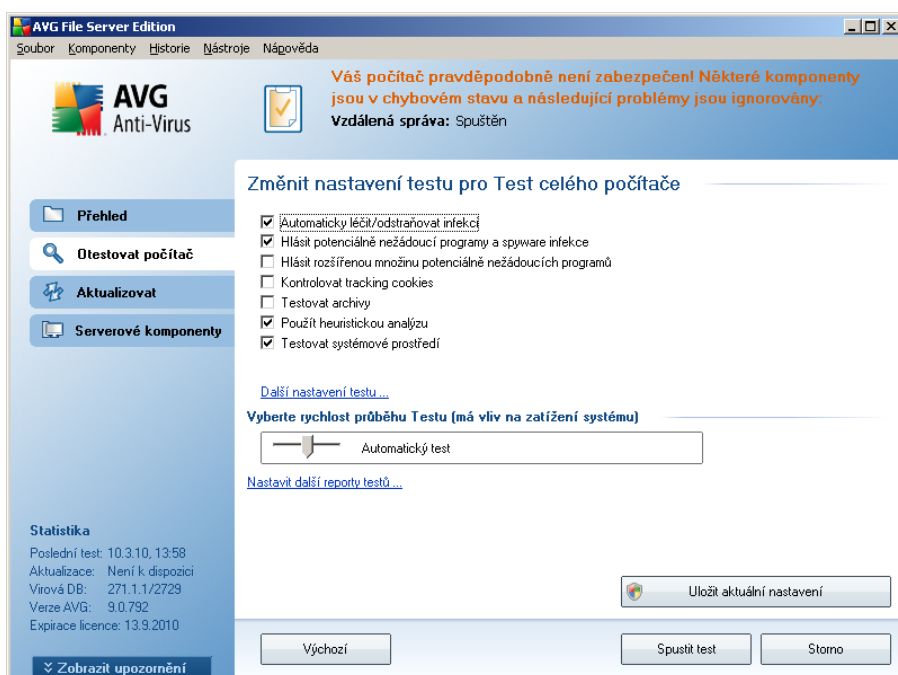 AVG File Server Edition
Soubor Komponenty Historie Nástroje Nápověda
AVG
Anti-Virus
Váš počítač pravděpodobně není zabezpečen! Některé komponenty
jsou v chybovém stavu a následující problémy jsou ignorovány:
Vzdálená správa: Spuštěn
Přehled
Otestovat počítač
Aktualizovat
Serverové komponenty
Změnit nastavení testu pro Test celého počítače
Automaticky léčit/odstraňovat infekci
Hlásit potenciálně nežádoucí programy a spyware infekce
Hlásit rozšířenou množinu potenciálně nežádoucích programů
Kontrolovat tracking cookies
Testovat archivy
Použít heuristickou analýzu
Testovat systémové prostředí
Další nastavení testu ...
Vyberte rychlost průběhu Testu (má vliv na zatížení systému)
Automatický test
Nastavit další reporty testů ...
Statistika
Poslední test: 10.3.10, 13:58
Aktualizace: Není k dispozici
Virová DB: 271.1.1/2729
Verze AVG: 9.0.792
Expirace licence: 13.9.2010
Zobrazit upozornění
Uložit aktuální nastavení
Výchozí
Spustit test
Storno